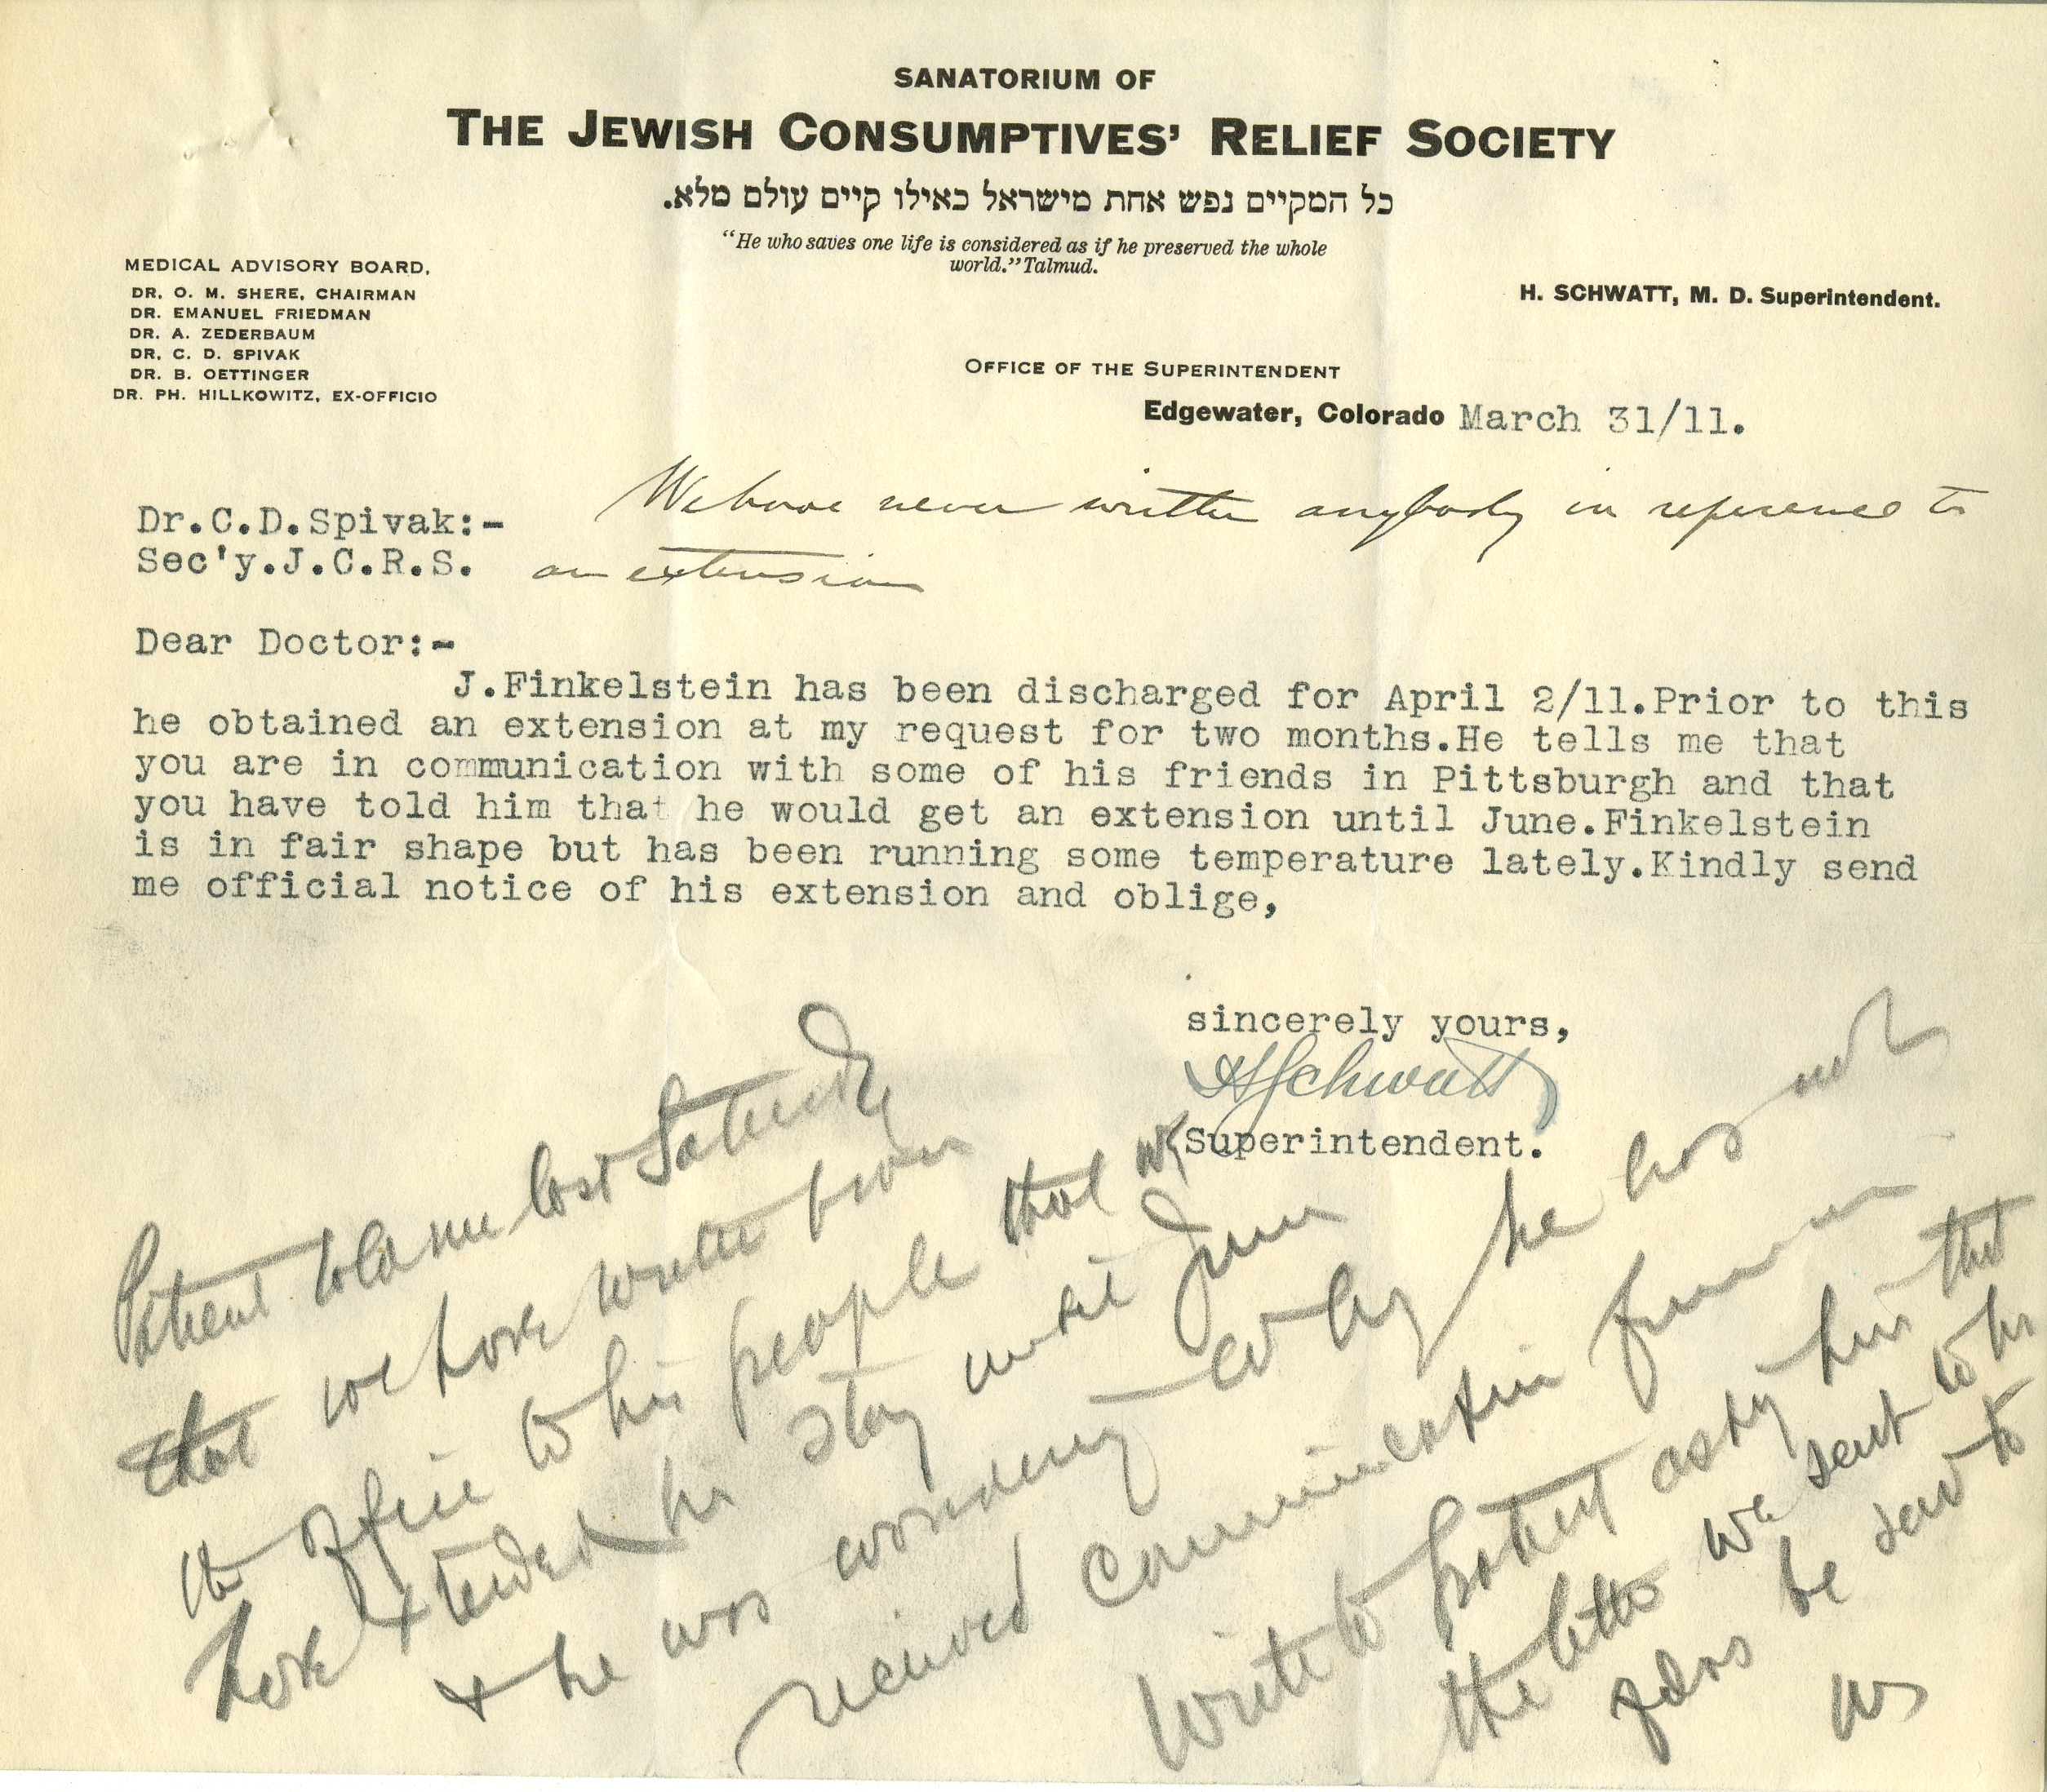 SANATORIUM OF
THE JEWISH CONSUMPTIVES' RELIEF SOCIETY
כל המקיים נפש אחת מישראל כאילו קיים עולם מלא.
"He who saves one life is considered as if he preserved the whole
world." Talmud.
MEDICAL ADVISORY BOARD,
DR. O. M. SHERE, CHAIRMAN
DR. EMANUEL FRIEDMAN
DR. A. ZEDERBAUM
DR. C. D. SPIVAK
DR. B. OETTINGER
DR. PH. HILLKOWITZ, EX-OFFICIO
H. SCHWATT, M. D. Superintendent.
OFFICE OF THE SUPERINTENDENT
Edgewater, Colorado March 31/11.
We have never written anybody in reference to
an extension
Dr.C.D.Spivak:-
Sec'y.J.C.R.S.
Dear Doctor:-
J.Finkelstein has been discharged for April 2/11.Prior to this
he obtained an extension at my request for two months.He tells me that
you are in communication with some of his friends in Pittsburgh and that
you have told him that he would get an extension until June.Finkelstein
is in fair shape but has been running some temperature lately.Kindly send
me official notice of his extension and oblige,
sincerely yours,
HSchwatt
Superintendent.
Patient told me last Saturday
that we have written from
the office to his people that we
have extended his stay until June
& he was wondering why he has not
received communication from
Write to patient asking him that
the letter we sent to his
be sent to
us